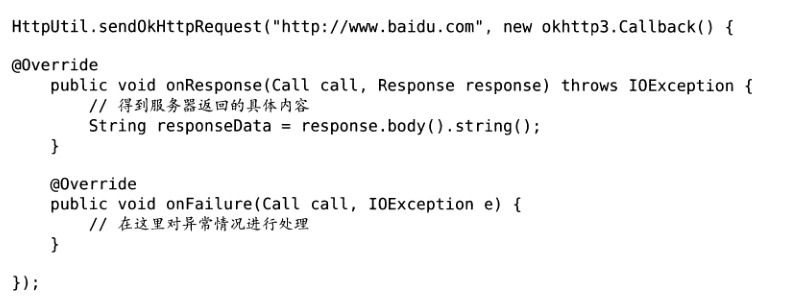 HttpUtil.sendOkHttpRequest("http://www.baidu.com", new okhttp3.Callback() {
@Override
    public void onResponse(Call call, Response response) throws IOException {
        // 得到服务器返回的具体内容
        String responseData = response.body().string();
    }
    @Override
    public void onFailure(Call call, IOException e) {
        // 在这里对异常情况进行处理
    }
});